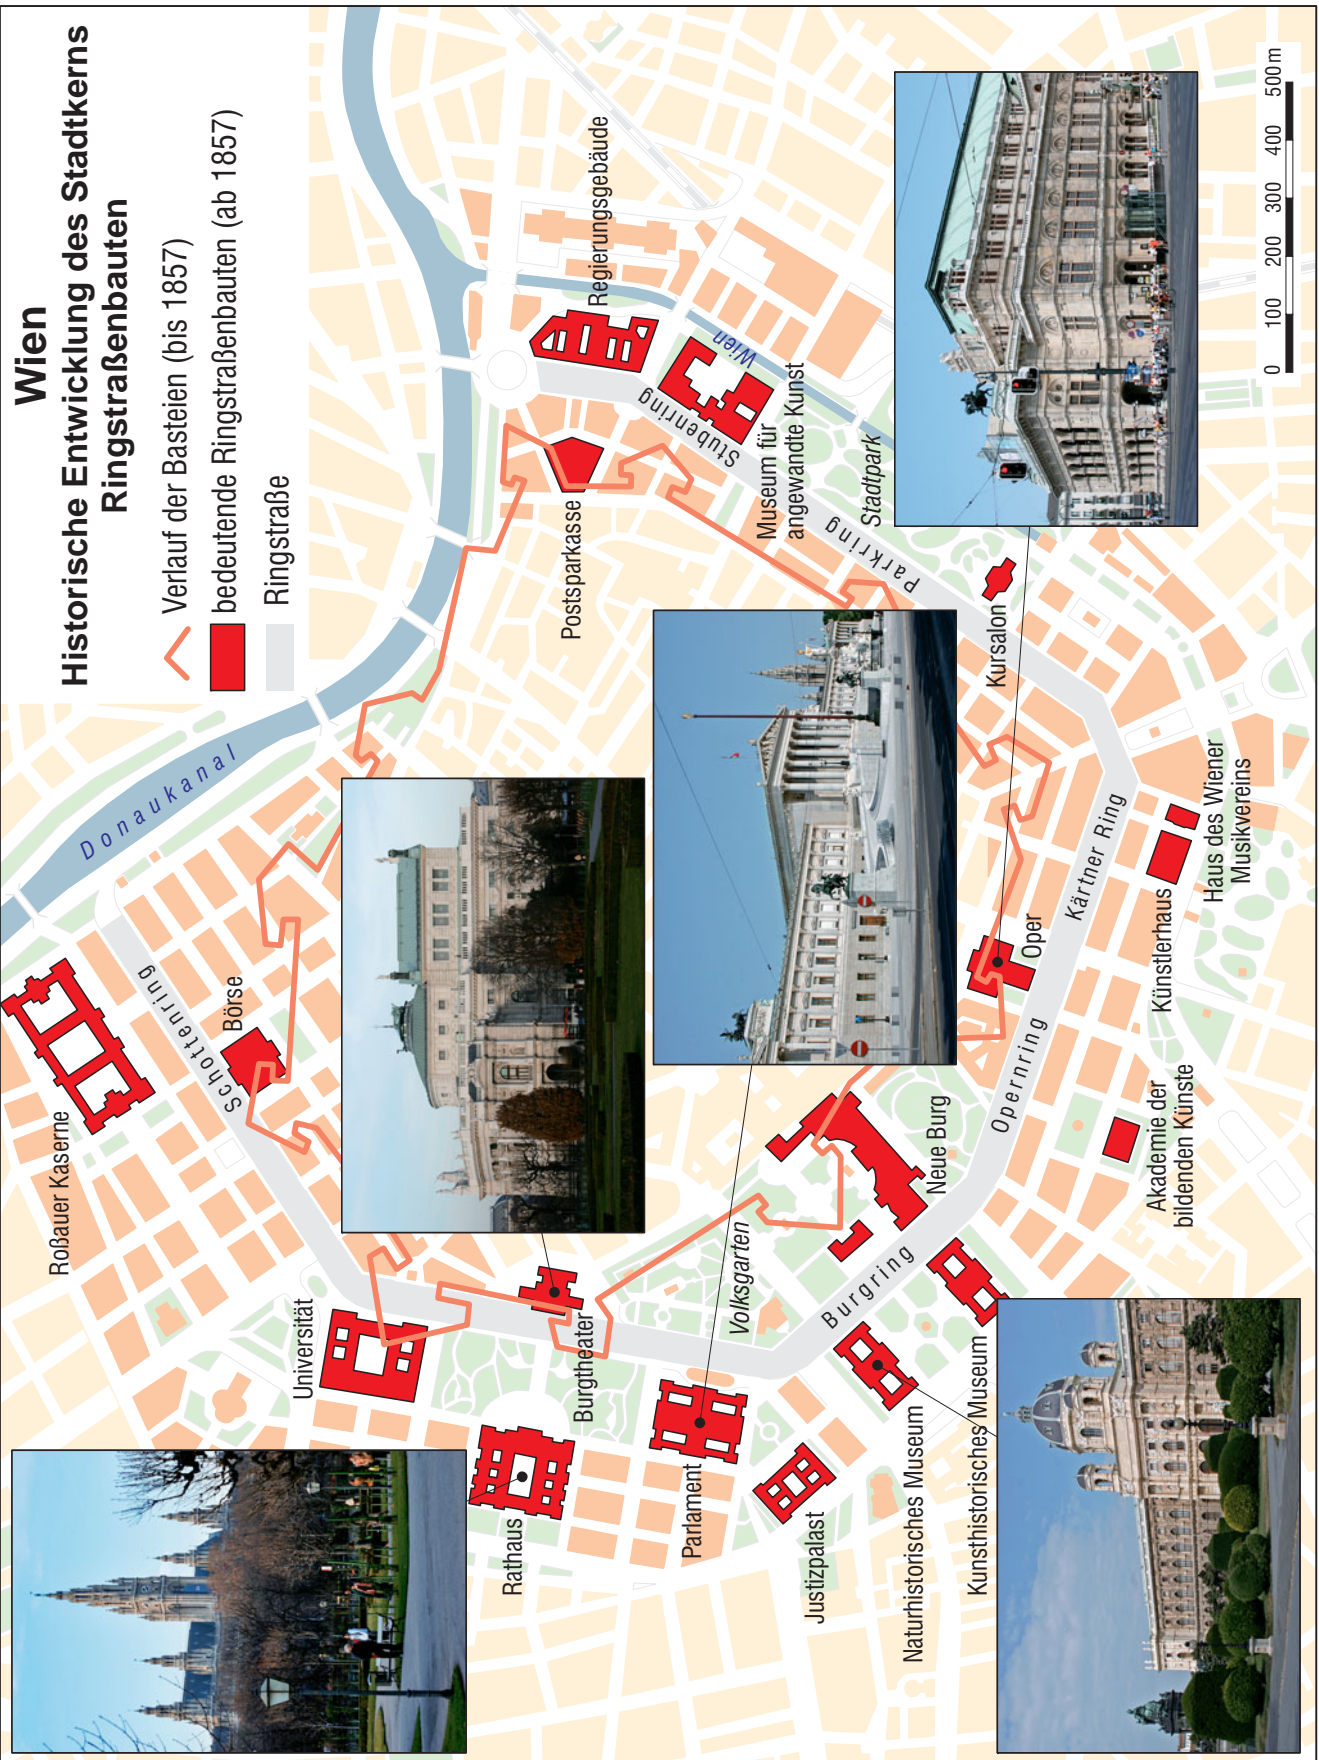 Wien
Historische Entwicklung des Stadtkerns
Ringstraßenbauten
Verlauf der Basteien (bis 1857)
bedeutende Ringstraßenbauten (ab 1857)
Ringstraße
Donaukanal
Roßauer Kaserne
Schottenring
Börse
Universität
Rathaus
Burgtheater
Parlament
Volksgarten
Justizpalast
Burgring
Naturhistorisches Museum
Kunsthistorisches Museum
Neue Burg
Opernring
Oper
Akademie der
bildenden Künste
Kärtner Ring
Künstlerhaus
Haus des Wiener
Musikvereins
Kursalon
Parkring
Stadtpark
Museum für
angewandte Kunst
Stubenring
Wien
Postsparkasse
Regierungsgebäude
0 100 200 300 400 500 m